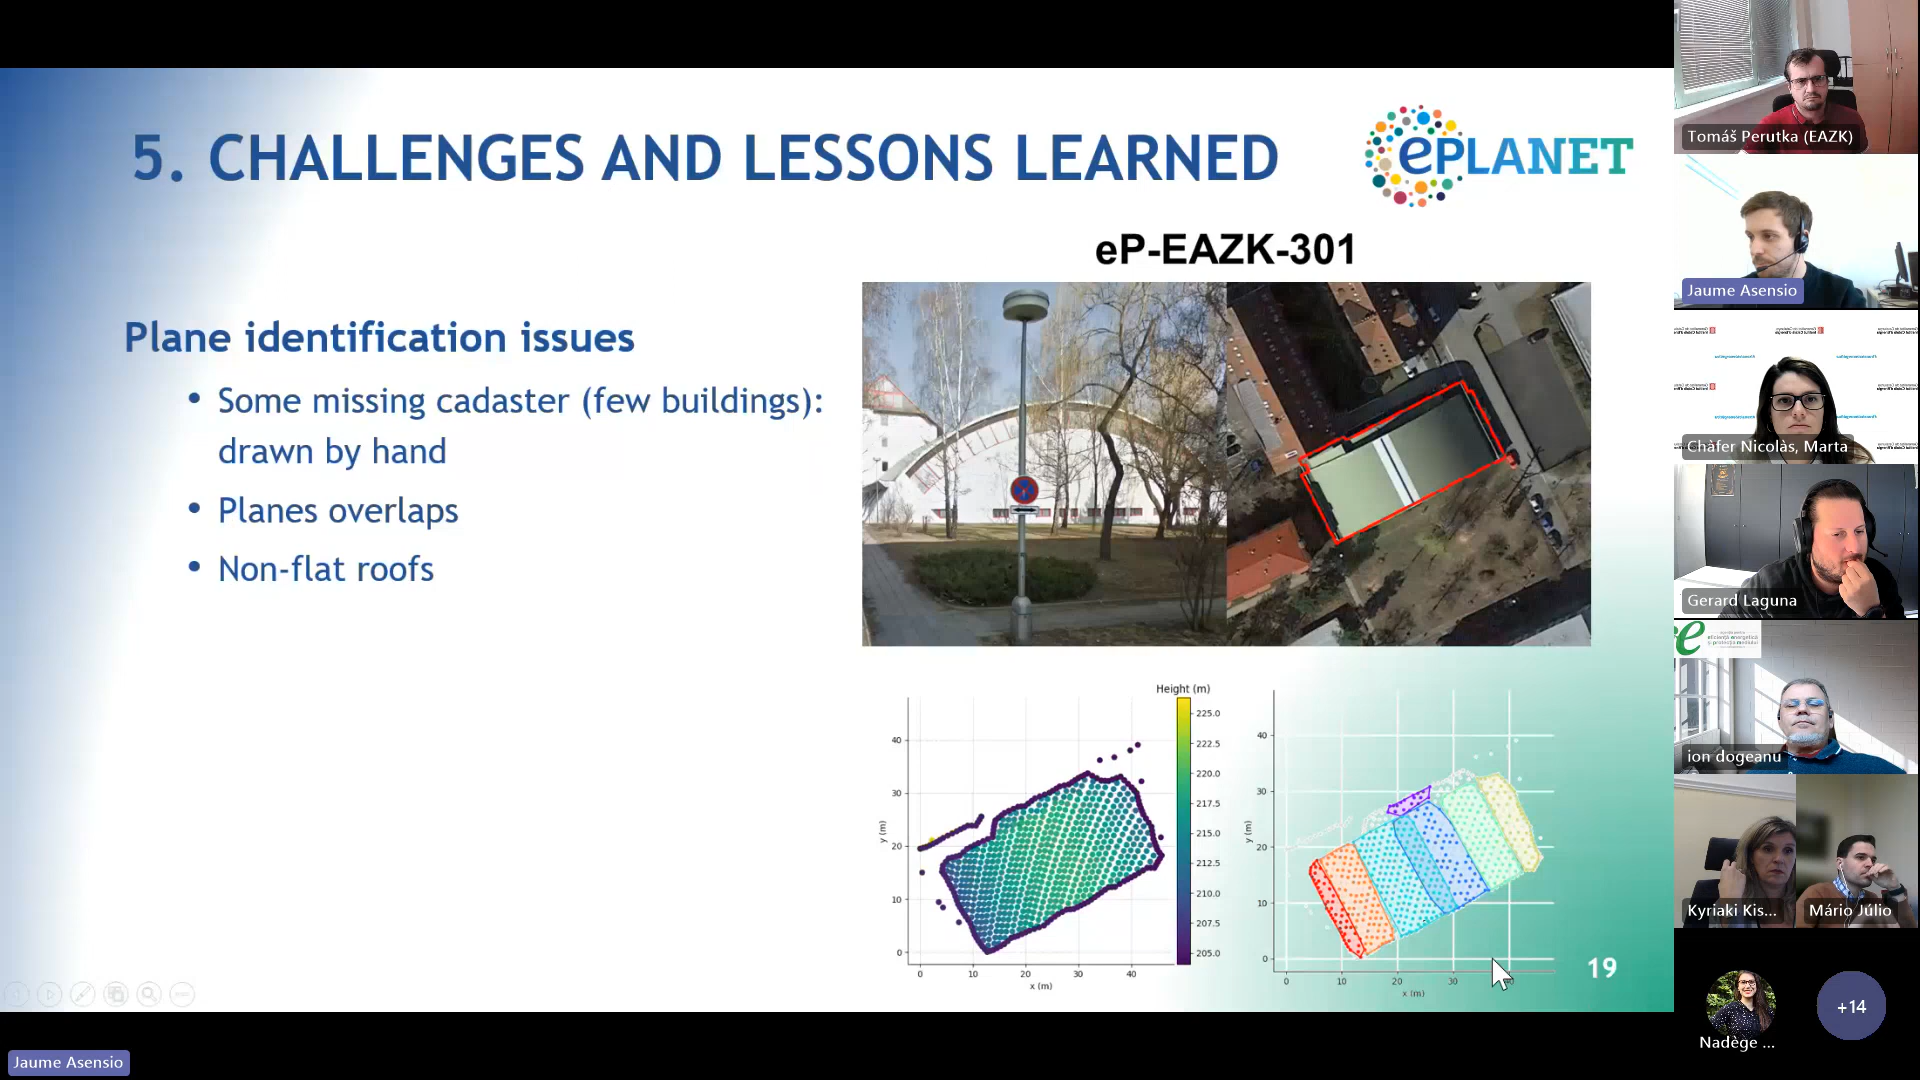 5. CHALLENGES AND LESSONS LEARNED
ePLANET
eP-EAZK-301
Plane identification issues
• Some missing cadaster (few buildings):
drawn by hand
• Planes overlaps
• Non-flat roofs
Height (m)
225.0
222.5
220.0
217.5
215.0
212.5
210.0
207.5
205.0
40
30
20
10
0
y (m)
0 10 20 30 40
x (m)
40
30
20
10
0
y (m)
0 10 20 30
x (m)
19
Tomáš Perutka (EAZK)
Jaume Asensio
Chàfer Nicolàs, Marta
Gerard Laguna
ion dogeanu
Kyriaki Kis...
Mário Júlio
Nadège ...
+14
Jaume Asensio